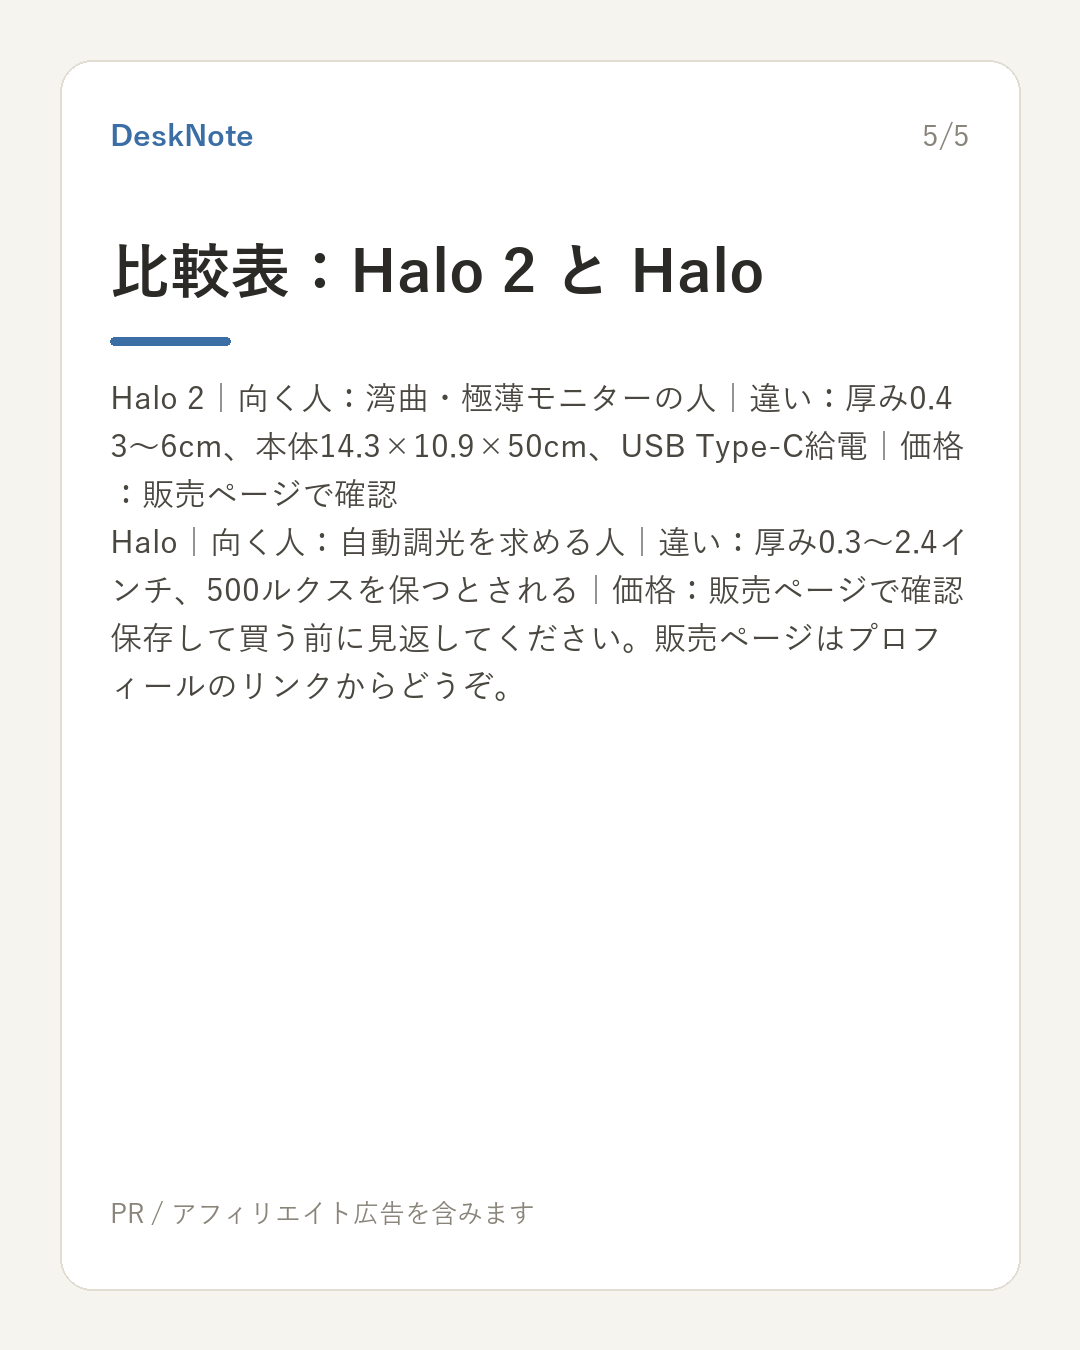 DeskNote
5/5
比較表：Halo 2 と Halo
Halo 2｜向く人：湾曲・極薄モニターの人｜違い：厚み0.4
3〜6cm、本体14.3×10.9×50cm、USB Type-C給電｜価格
：販売ページで確認
Halo｜向く人：自動調光を求める人｜違い：厚み0.3〜2.4イ
ンチ、500ルクスを保つとされる｜価格：販売ページで確認
保存して買う前に見返してください。販売ページはプロフ
ィールのリンクからどうぞ。
PR / アフィリエイト広告を含みます